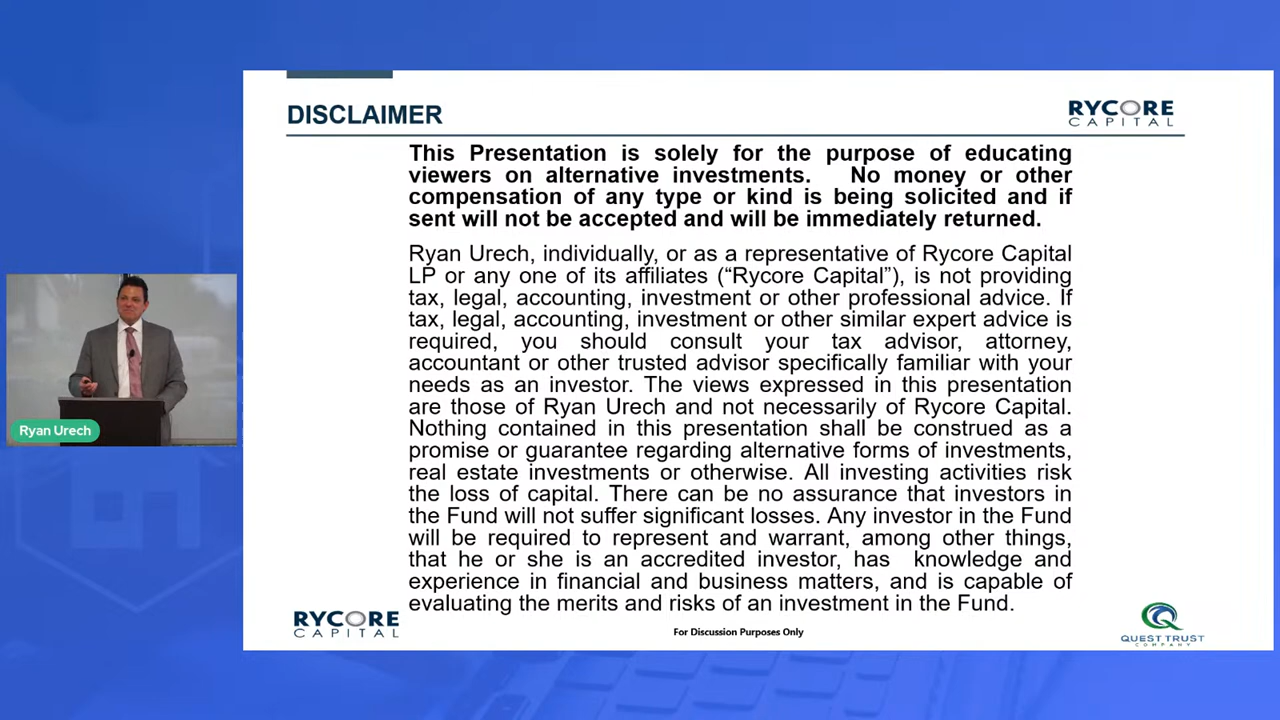 DISCLAIMER
RYCORE
CAPITAL
This Presentation is solely for the purpose of educating
viewers on alternative investments. No money or other
compensation of any type or kind is being solicited and if
sent will not be accepted and will be immediately returned.
Ryan Urech, individually, or as a representative of Rycore Capital
LP or any one of its affiliates (“Rycore Capital”), is not providing
tax, legal, accounting, investment or other professional advice. If
tax, legal, accounting, investment or other similar expert advice is
required, you should consult your tax advisor, attorney,
accountant or other trusted advisor specifically familiar with your
needs as an investor. The views expressed in this presentation
are those of Ryan Urech and not necessarily of Rycore Capital.
Nothing contained in this presentation shall be construed as a
promise or guarantee regarding alternative forms of investments,
real estate investments or otherwise. All investing activities risk
the loss of capital. There can be no assurance that investors in
the Fund will not suffer significant losses. Any investor in the Fund
will be required to represent and warrant, among other things,
that he or she is an accredited investor, has knowledge and
experience in financial and business matters, and is capable of
evaluating the merits and risks of an investment in the Fund.
Ryan Urech
RYCORE
CAPITAL
For Discussion Purposes Only
QUEST TRUST
COMPANY